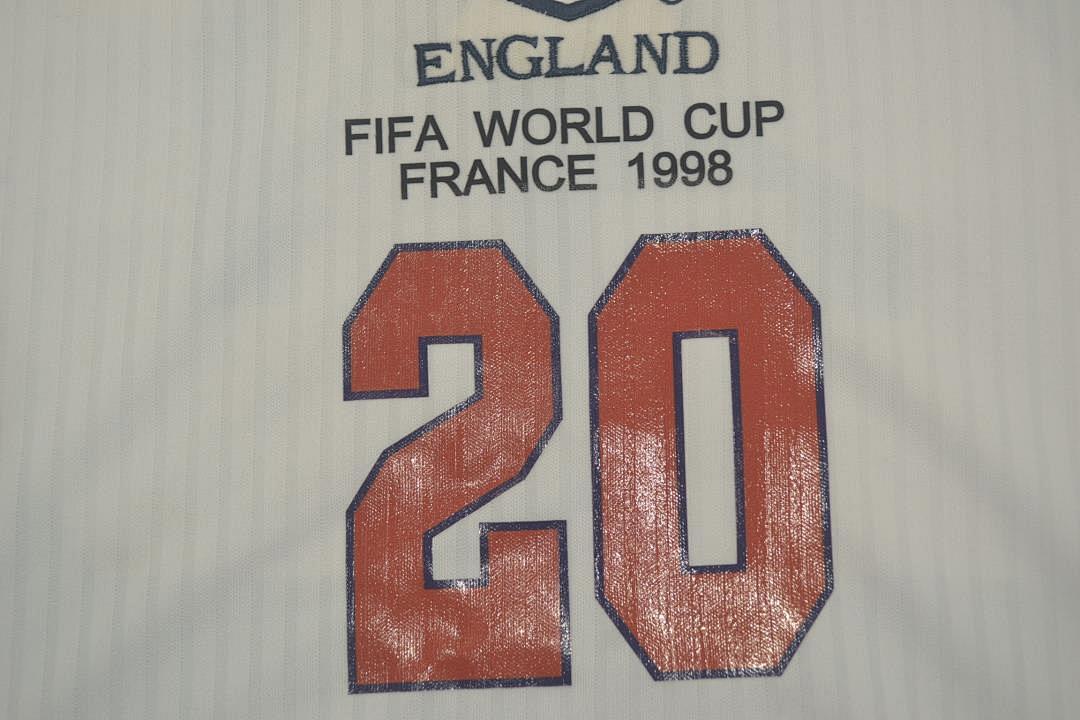 ENGLAND
FIFA WORLD CUP
FRANCE 1998
20